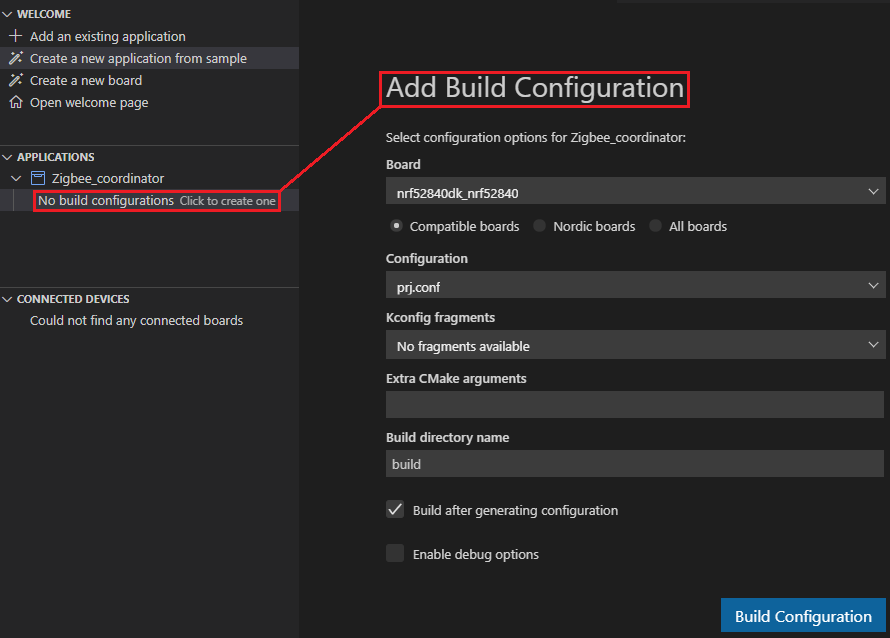 WELCOME
Add an existing application
Create a new application from sample
Create a new board
Open welcome page
APPLICATIONS
Zigbee_coordinator
No build configurations Click to create one
CONNECTED DEVICES
Could not find any connected boards
Add Build Configuration
Select configuration options for Zigbee_coordinator:
Board
nrf52840dk_nrf52840
Compatible boards Nordic boards All boards
Configuration
prj.conf
Kconfig fragments
No fragments available
Extra CMake arguments
Build directory name
build
Build after generating configuration
Enable debug options
Build Configuration